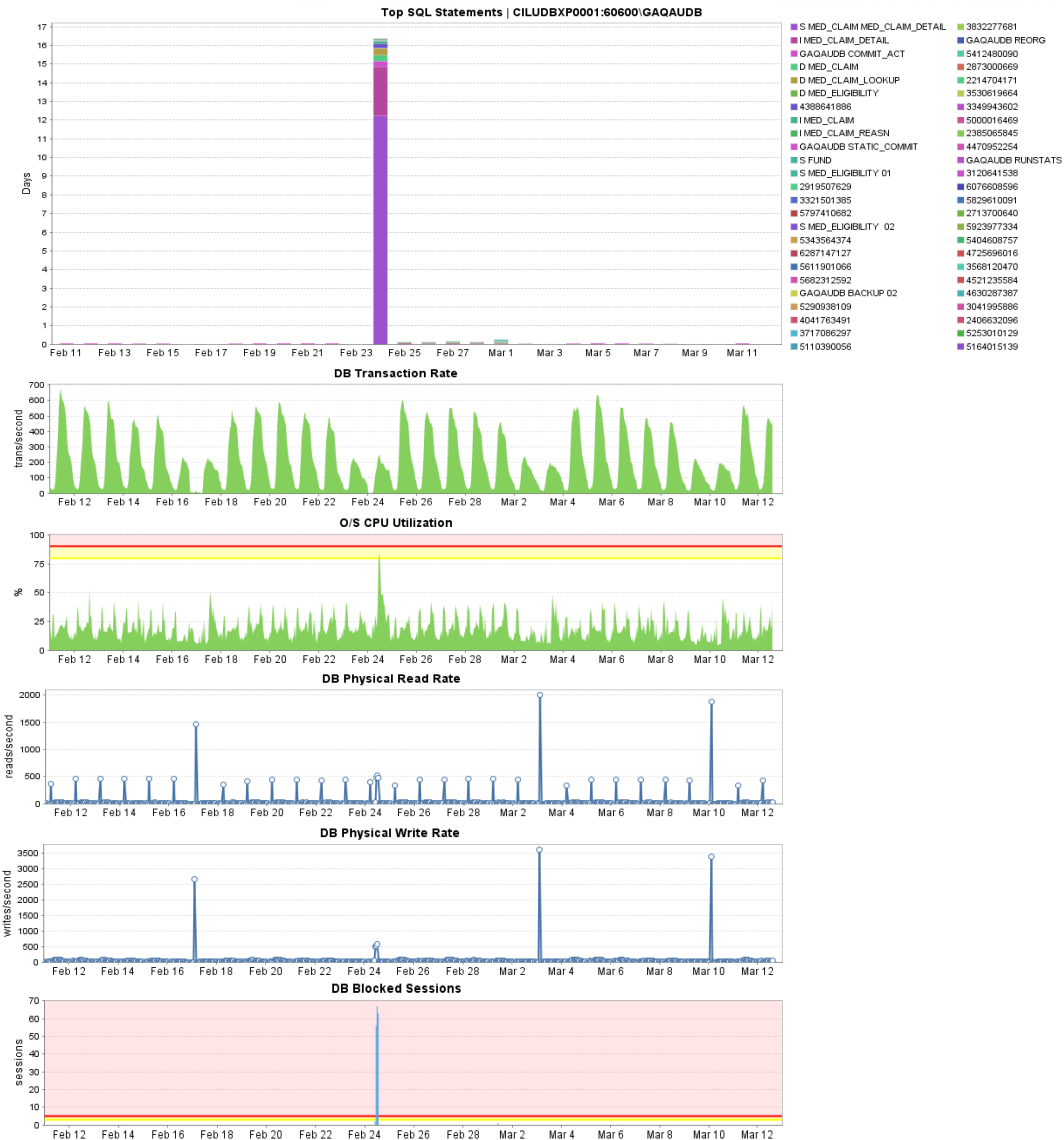 Top SQL Statements | CILUDBXP0001:60600\GAQAUDB
17
16
15
14
13
12
11
10
9
8
7
6
5
4
3
2
1
0
Days
Feb 11 Feb 13 Feb 15 Feb 17 Feb 19 Feb 21 Feb 23 Feb 25 Feb 27 Mar 1 Mar 3 Mar 5 Mar 7 Mar 9 Mar 11
S MED_CLAIM MED_CLAIM_DETAIL
I MED_CLAIM_DETAIL
GAQAUDB COMMIT_ACT
D MED_CLAIM
D MED_CLAIM_LOOKUP
D MED_ELIGIBILITY
4388641886
I MED_CLAIM
I MED_CLAIM_REASN
GAQAUDB STATIC_COMMIT
S FUND
S MED_ELIGIBILITY 01
2919507629
3321501385
5797410682
S MED_ELIGIBILITY 02
5343564374
6287147127
5611901066
5682312592
GAQAUDB BACKUP 02
5290938109
4041763491
3717086297
5110390056
3832277681
GAQAUDB REORG
5412480090
2873000669
2214704171
3530619664
3349943602
5000016469
2385065845
4470952254
GAQAUDB RUNSTATS
3120641538
6076608596
5829610091
2713700640
5923977334
5404608757
4725696016
3568120470
4521235584
4630287387
3041995886
2406632096
5253010129
5164015139
DB Transaction Rate
700
600
500
400
300
200
100
0
trans/second
Feb 12 Feb 14 Feb 16 Feb 18 Feb 20 Feb 22 Feb 24 Feb 26 Feb 28 Mar 2 Mar 4 Mar 6 Mar 8 Mar 10 Mar 12
O/S CPU Utilization
100
75
50
25
0
%
Feb 12 Feb 14 Feb 16 Feb 18 Feb 20 Feb 22 Feb 24 Feb 26 Feb 28 Mar 2 Mar 4 Mar 6 Mar 8 Mar 10 Mar 12
DB Physical Read Rate
2000
1500
1000
500
0
reads/second
Feb 12 Feb 14 Feb 16 Feb 18 Feb 20 Feb 22 Feb 24 Feb 26 Feb 28 Mar 2 Mar 4 Mar 6 Mar 8 Mar 10 Mar 12
DB Physical Write Rate
3500
3000
2500
2000
1500
1000
500
0
writes/second
Feb 12 Feb 14 Feb 16 Feb 18 Feb 20 Feb 22 Feb 24 Feb 26 Feb 28 Mar 2 Mar 4 Mar 6 Mar 8 Mar 10 Mar 12
DB Blocked Sessions
70
60
50
40
30
20
10
0
sessions
Feb 12 Feb 14 Feb 16 Feb 18 Feb 20 Feb 22 Feb 24 Feb 26 Feb 28 Mar 2 Mar 4 Mar 6 Mar 8 Mar 10 Mar 12